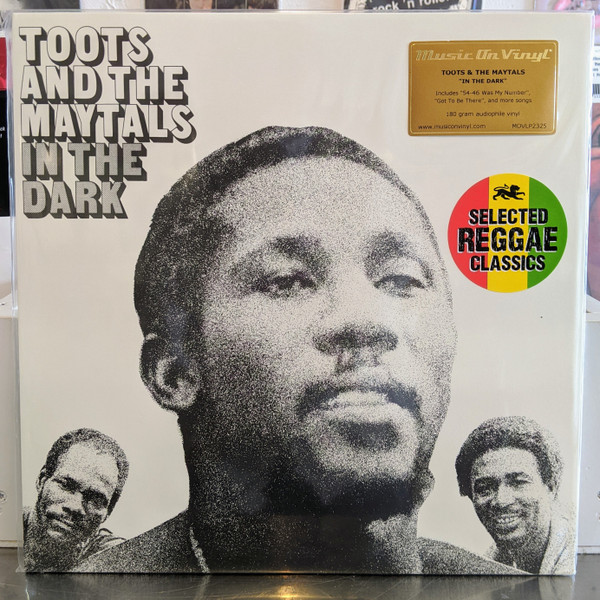 TOOTS
AND THE
MAYTALS
IN THE
DARK
Music On Vinyl
TOOTS & THE MAYTALS
"IN THE DARK"
Includes "54-46 Was My Number",
"Got To Be There", and more songs
180 gram audiophile vinyl
www.musiconvinyl.com MOVLP2325
SELECTED
REGGAE
CLASSICS
rock 'n roller